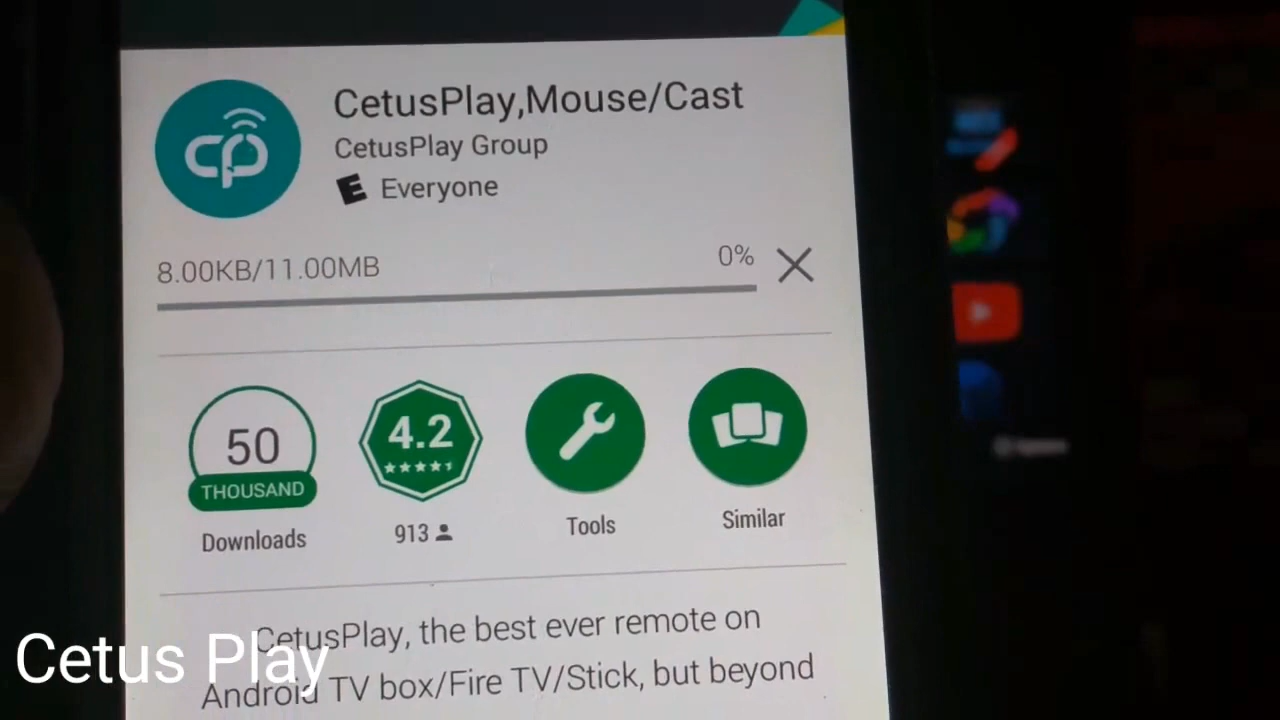 CetusPlay,Mouse/Cast
CetusPlay Group
E Everyone
8.00KB/11.00MB 0%
50 THOUSAND
4.2
Downloads
913
Tools
Similar
CetusPlay, the best ever remote on
Android TV box/Fire TV/Stick, but beyond
Cetus Play